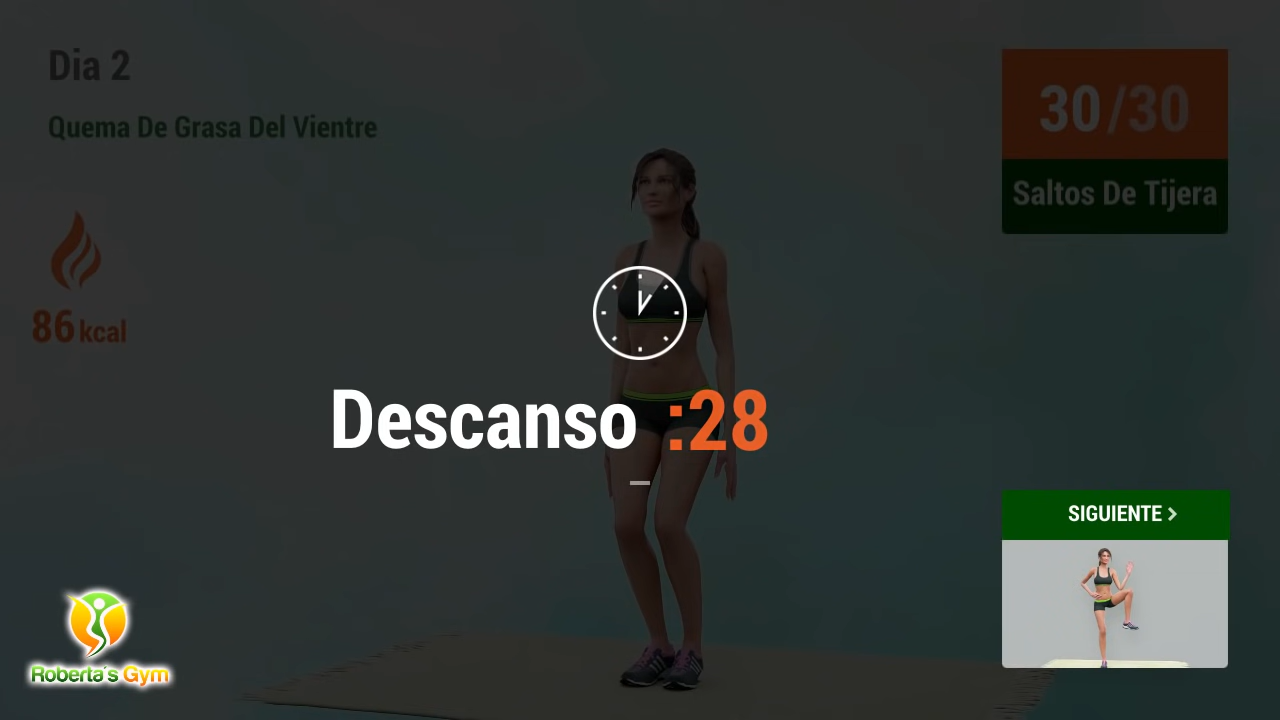 Dia 2
Quema De Grasa Del Vientre
86 kcal
30/30
Saltos De Tijera
Descanso :28
SIGUIENTE >
Roberta´s Gym